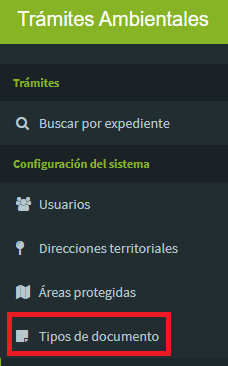 Trámites Ambientales
Trámites
Buscar por expediente
Configuración del sistema
Usuarios
Direcciones territoriales
Áreas protegidas
Tipos de documento